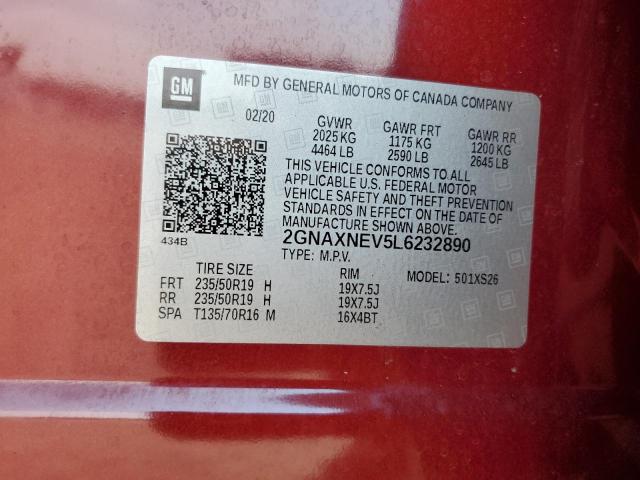 GM
MFD BY GENERAL MOTORS OF CANADA COMPANY
02/20
GVWR GAWR FRT GAWR RR
2025 KG 1175 KG 1200 KG
4464 LB 2590 LB 2645 LB
THIS VEHICLE CONFORMS TO ALL
APPLICABLE U.S. FEDERAL MOTOR
VEHICLE SAFETY AND THEFT PREVENTION
STANDARDS IN EFFECT ON THE DATE OF
MANUFACTURE SHOWN ABOVE.
434B
2GNAXNEV5L6232890
TYPE: M.P.V.
MODEL: 501XS26
TIRE SIZE RIM
FRT 235/50R19 H 19X7.5J
RR 235/50R19 H 19X7.5J
SPA T135/70R16 M 16X4BT